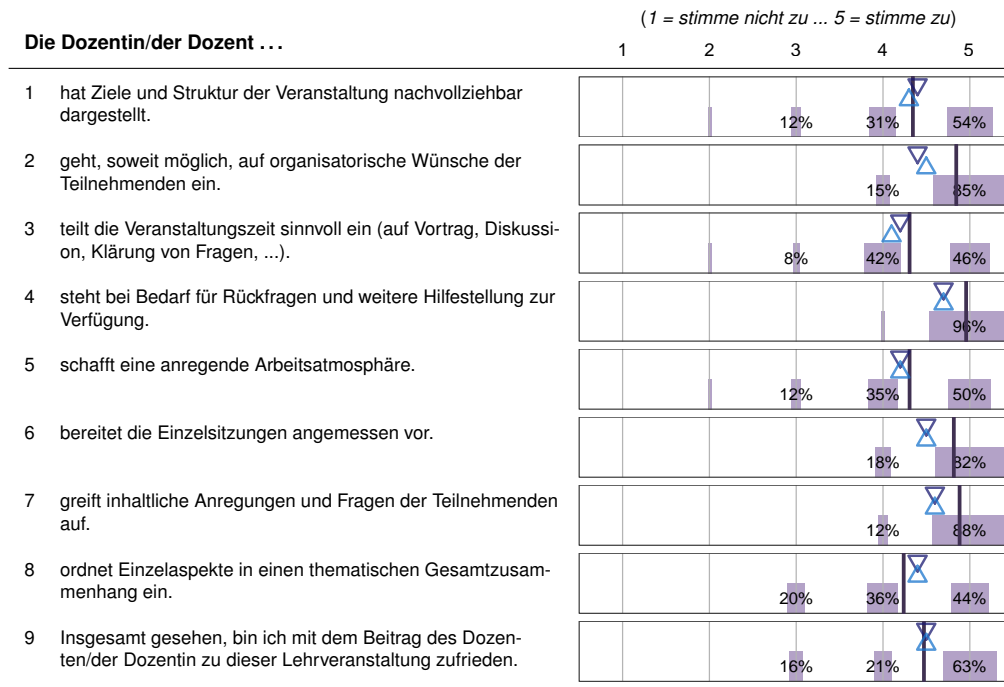 (1 = stimme nicht zu ... 5 = stimme zu)
Die Dozentin/der Dozent ...
1 2 3 4 5
1 hat Ziele und Struktur der Veranstaltung nachvollziehbar
dargestellt.
12% 31% 54%
2 geht, soweit möglich, auf organisatorische Wünsche der
Teilnehmenden ein.
15% 85%
3 teilt die Veranstaltungszeit sinnvoll ein (auf Vortrag, Diskussi-
on, Klärung von Fragen, ...).
8% 42% 46%
4 steht bei Bedarf für Rückfragen und weitere Hilfestellung zur
Verfügung.
96%
5 schafft eine anregende Arbeitsatmosphäre.
12% 35% 50%
6 bereitet die Einzelsitzungen angemessen vor.
18% 82%
7 greift inhaltliche Anregungen und Fragen der Teilnehmenden
auf.
12% 88%
8 ordnet Einzelaspekte in einen thematischen Gesamtzusam-
menhang ein.
20% 36% 44%
9 Insgesamt gesehen, bin ich mit dem Beitrag des Dozen-
ten/der Dozentin zu dieser Lehrveranstaltung zufrieden.
16% 21% 63%